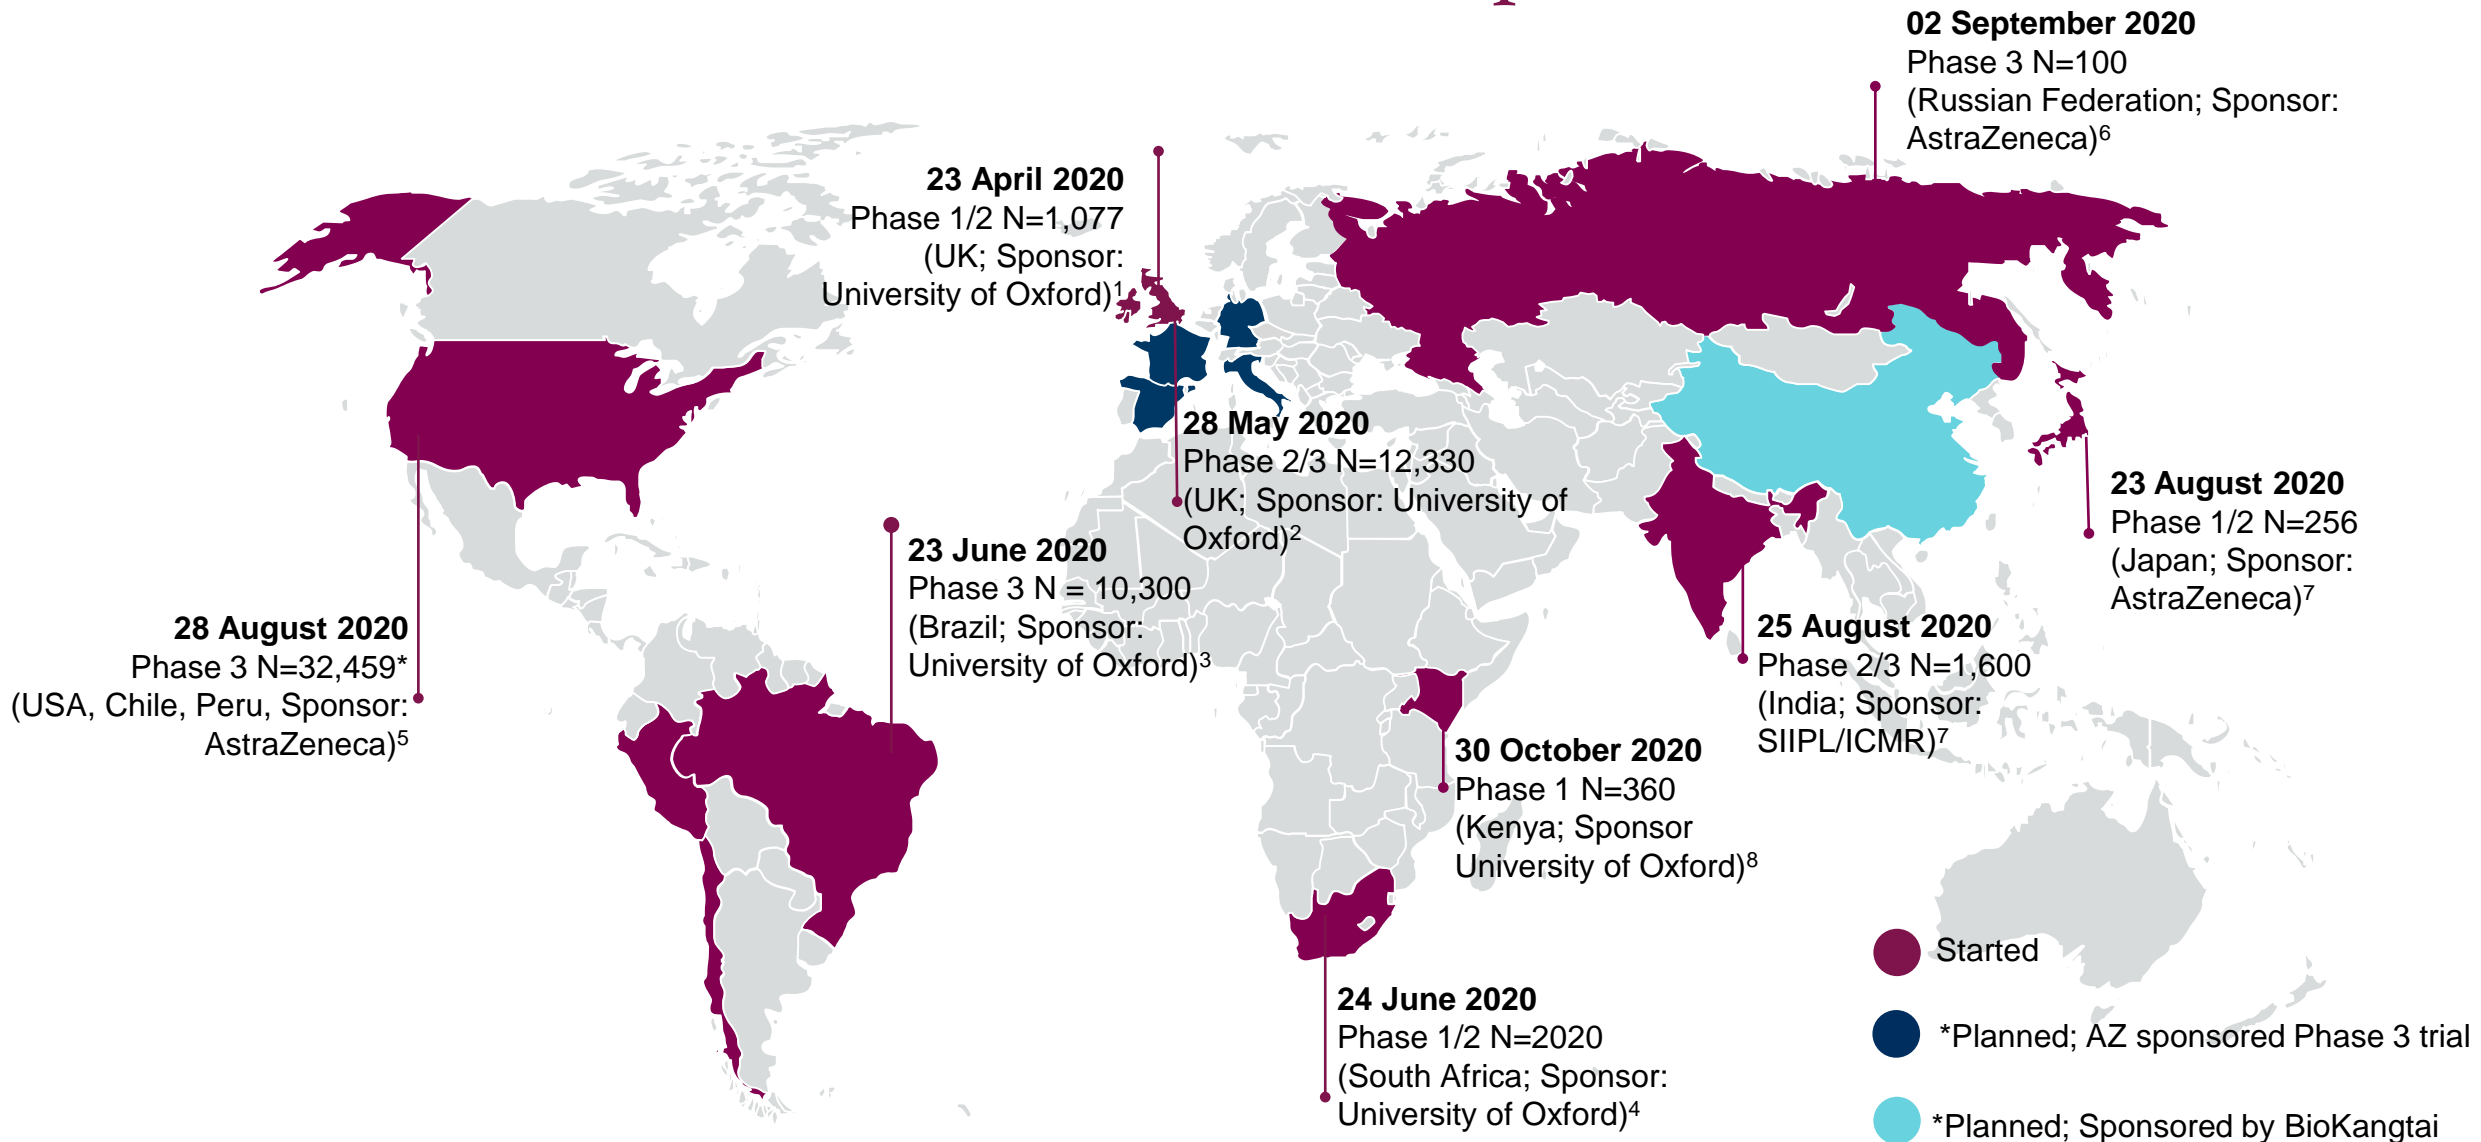 02 September 2020
Phase 3 N=100
(Russian Federation; Sponsor:
AstraZeneca)6
23 April 2020
Phase 1/2 N=1,077
(UK; Sponsor:
University of Oxford)1
28 May 2020
Phase 2/3 N=12,330
(UK; Sponsor: University of
Oxford)2
23 August 2020
Phase 1/2 N=256
(Japan; Sponsor:
AstraZeneca)7
23 June 2020
Phase 3 N = 10,300
(Brazil; Sponsor:
University of Oxford)3
28 August 2020
Phase 3 N=32,459*
(USA, Chile, Peru, Sponsor:
AstraZeneca)5
25 August 2020
Phase 2/3 N=1,600
(India; Sponsor:
SIIPL/ICMR)7
30 October 2020
Phase 1 N=360
(Kenya; Sponsor
University of Oxford)8
24 June 2020
Phase 1/2 N=2020
(South Africa; Sponsor:
University of Oxford)4
Started
*Planned; AZ sponsored Phase 3 trial
*Planned; Sponsored by BioKangtai